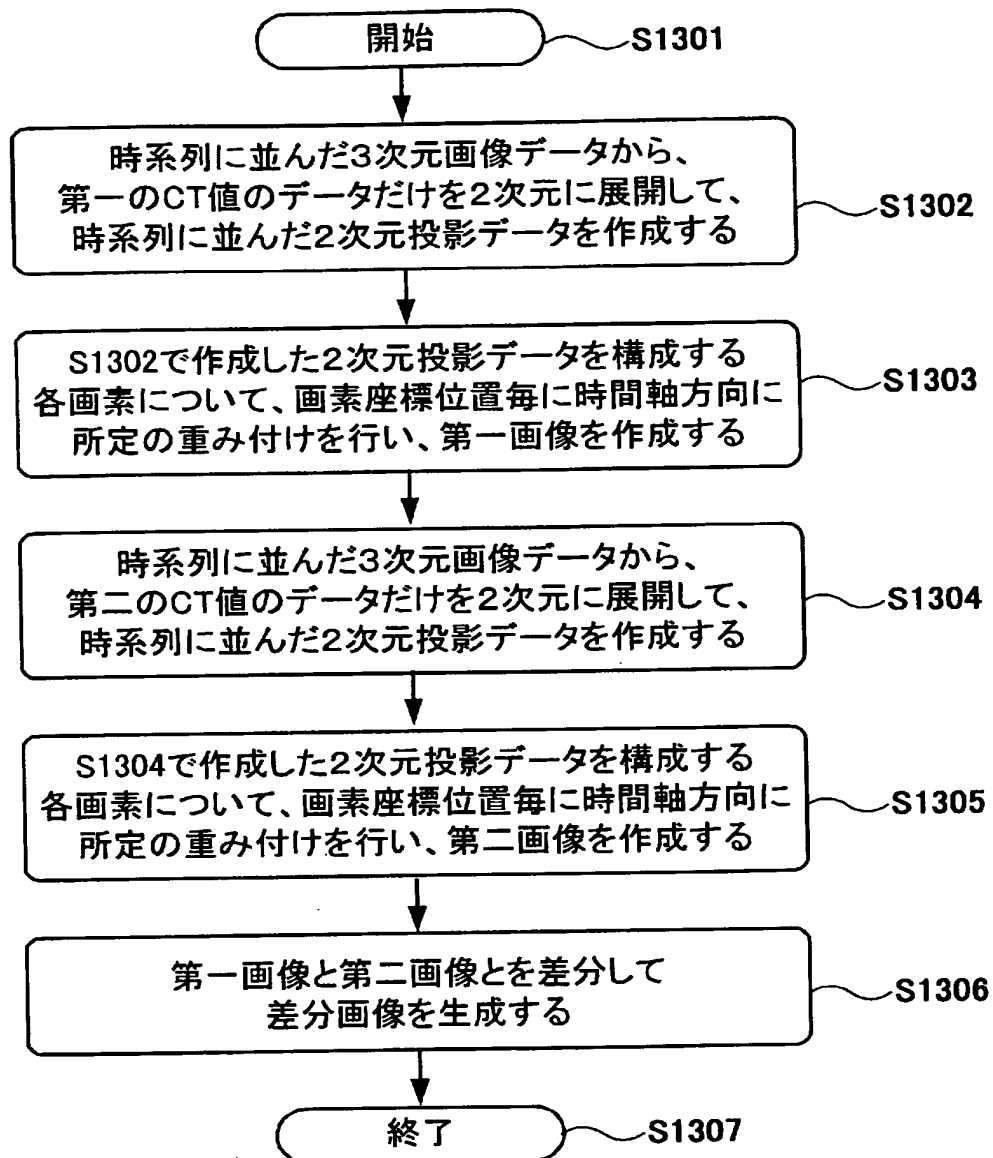 開始
S1301
時系列に並んだ３次元画像データから、
第一のCT値のデータだけを２次元に展開して、
時系列に並んだ２次元投影データを作成する
S1302
S1302で作成した２次元投影データを構成する
各画素について、画素座標位置毎に時間軸方向に
所定の重み付けを行い、第一画像を作成する
S1303
時系列に並んだ３次元画像データから、
第二のCT値のデータだけを２次元に展開して、
時系列に並んだ２次元投影データを作成する
S1304
S1304で作成した２次元投影データを構成する
各画素について、画素座標位置毎に時間軸方向に
所定の重み付けを行い、第二画像を作成する
S1305
第一画像と第二画像とを差分して
差分画像を生成する
S1306
終了
S1307